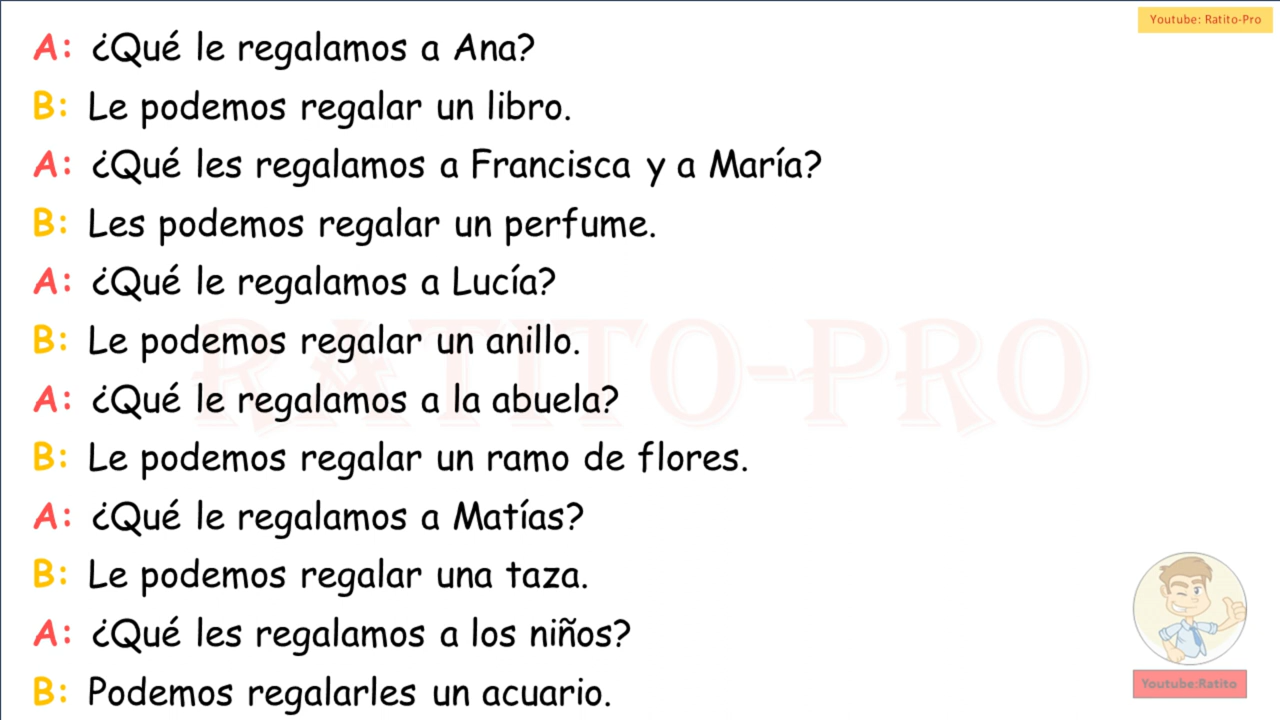 Youtube: Ratito-Pro
A: ¿Qué le regalamos a Ana?
B: Le podemos regalar un libro.
A: ¿Qué les regalamos a Francisca y a María?
B: Les podemos regalar un perfume.
A: ¿Qué le regalamos a Lucía?
B: Le podemos regalar un anillo.
RATITO-PRO
A: ¿Qué le regalamos a la abuela?
B: Le podemos regalar un ramo de flores.
A: ¿Qué le regalamos a Matías?
B: Le podemos regalar una taza.
A: ¿Qué les regalamos a los niños?
B: Podemos regalarles un acuario.
Youtube:Ratito